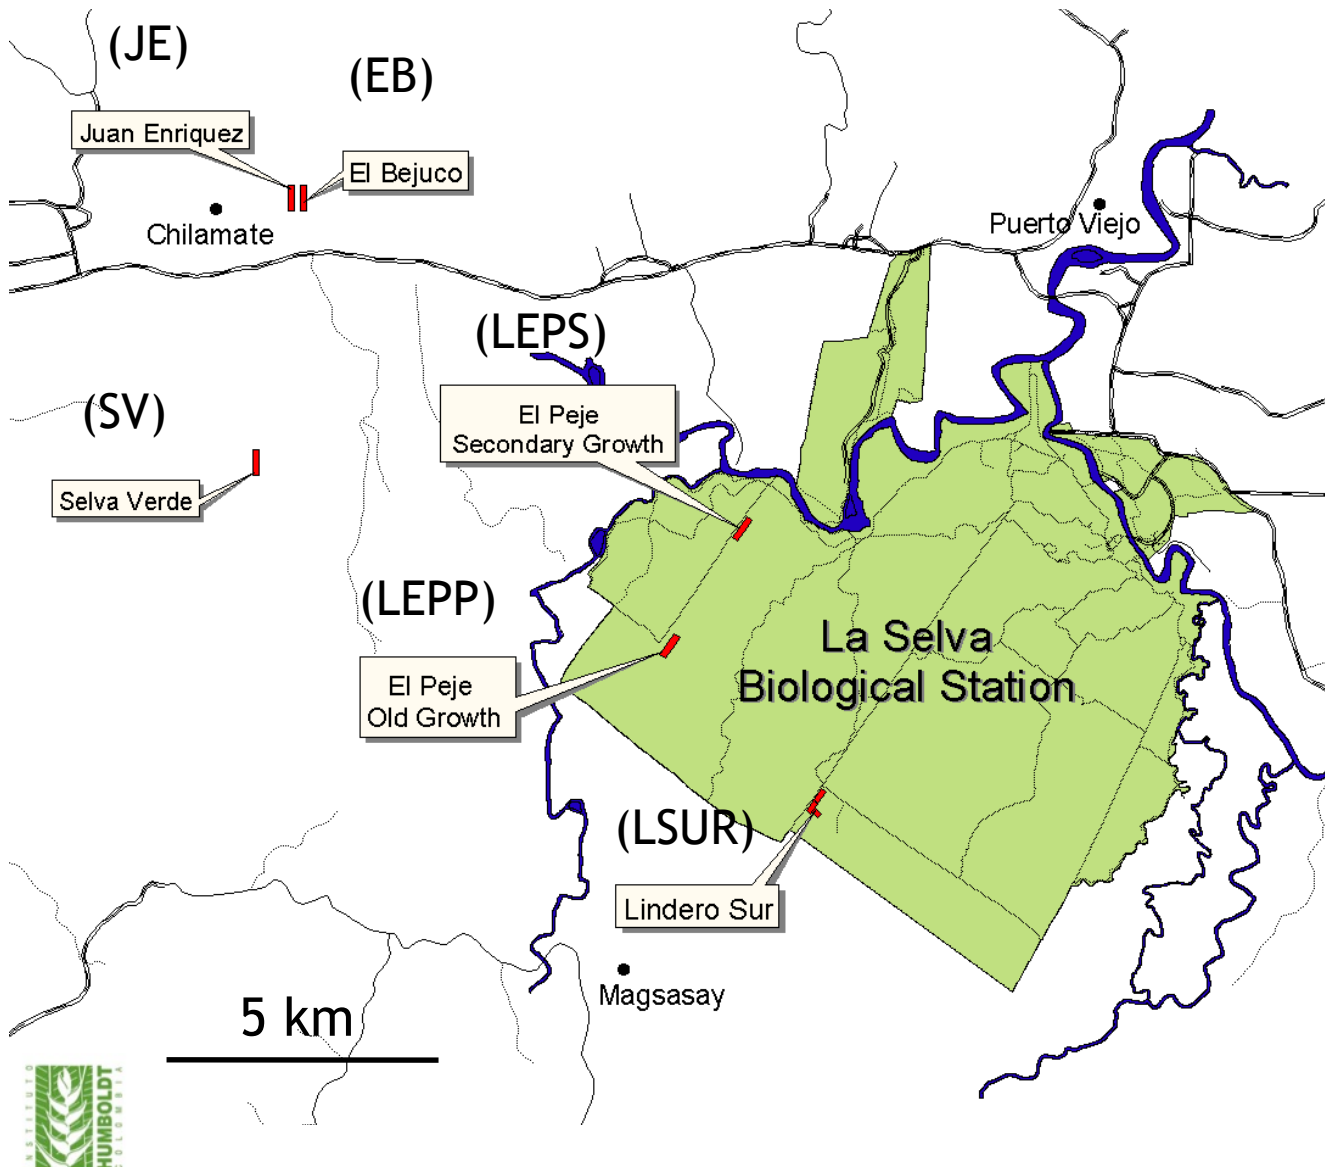 (JE)
(EB)
Juan Enriquez
El Bejuco
Chilamate
Puerto Viejo
(LEPS)
El Peje
Secondary Growth
(SV)
Selva Verde
(LEPP)
El Peje
Old Growth
La Selva
Biological Station
(LSUR)
Lindero Sur
Magsasay
5 km
HUMBOLDT